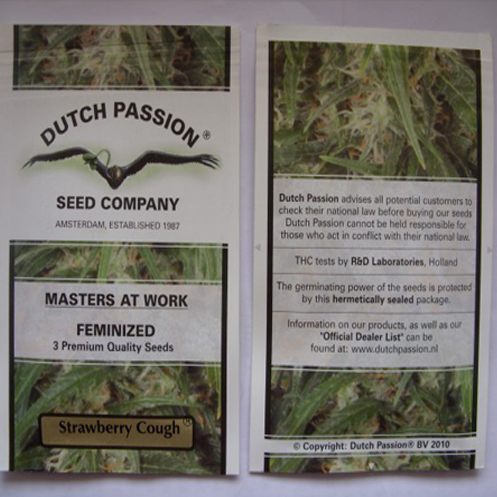 DUTCH PASSION®
SEED COMPANY
AMSTERDAM, ESTABLISHED 1987
MASTERS AT WORK
FEMINIZED
3 Premium Quality Seeds
Strawberry Cough®
Dutch Passion advises all potential customers to
check their national law before buying our seeds
Dutch Passion cannot be held responsible for
those who act in conflict with their national law.
THC tests by R&D Laboratories, Holland
The germinating power of the seeds is protected
by this hermetically sealed package.
Information on our products, as well as our
"Official Dealer List" can be
found at: www.dutchpassion.nl
© Copyright: Dutch Passion® BV 2010